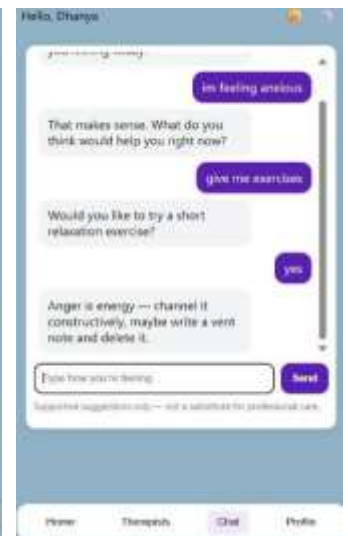 Hello, Dhanya
im feeling anxious
That makes sense. What do you
think would help you right now?
give me exercises
Would you like to try a short
relaxation exercise?
yes
Anger is energy — channel it
constructively, maybe write a vent
note and delete it.
Type how you're feeling
Send
Supportive suggestions only — not a substitute for professional care.
Home
Therapists
Chat
Profile